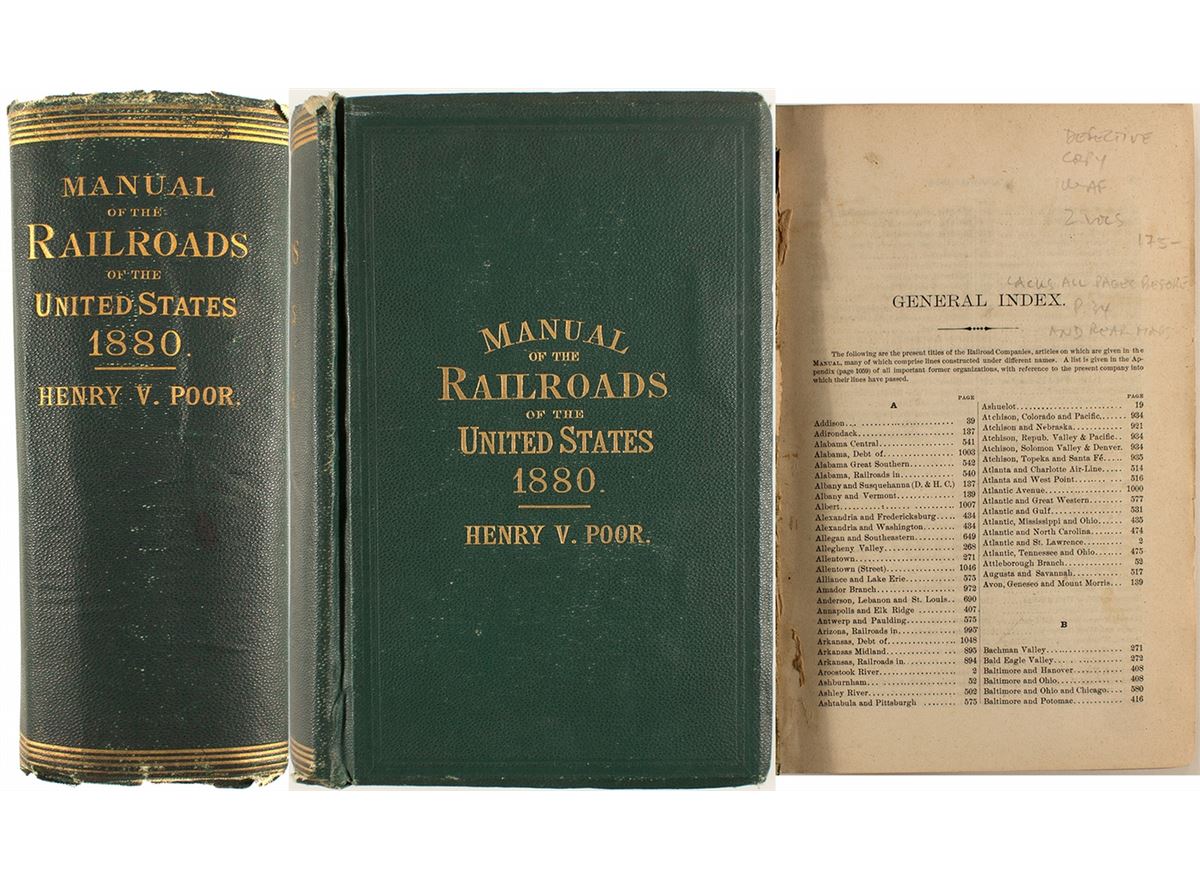 MANUAL
OF THE
RAILROADS
OF THE
UNITED STATES
1880.
HENRY V. POOR.
MANUAL
OF THE
RAILROADS
OF THE
UNITED STATES
1880.
HENRY V. POOR.
DEFECTIVE
COPY
W-AF
2 VOLS
175-
LACKS ALL PAGES BEFORE
P. 34
AND REAR MAPS
GENERAL INDEX.
The following are the present titles of the Railroad Companies, articles on which are given in the
MANUAL, many of which comprise lines constructed under different names. A list is given in the Ap-
pendix (page 1059) of all important former organizations, with reference to the present company into
which their lines have passed.
A
PAGE
Addison... 39
Adirondack... 137
Alabama Central... 541
Alabama, Debt of... 1003
Alabama Great Southern... 542
Alabama, Railroads in... 540
Albany and Susquehanna (D. & H. C.) 137
Albany and Vermont... 139
Albert... 1007
Alexandria and Fredericksburg... 434
Alexandria and Washington... 434
Allegan and Southeastern... 649
Allegheny Valley... 268
Allentown... 271
Allentown (Street)... 1046
Alliance and Lake Erie... 575
Amador Branch... 972
Anderson, Lebanon and St. Louis.. 690
Annapolis and Elk Ridge... 407
Antwerp and Paulding... 575
Arizona, Railroads in... 995
Arkansas, Debt of... 1048
Arkansas Midland... 895
Arkansas, Railroads in... 894
Aroostook River... 2
Ashburnham... 52
Ashley River... 502
Ashtabula and Pittsburgh... 575
PAGE
Ashuelot... 19
Atchison, Colorado and Pacific... 934
Atchison and Nebraska... 921
Atchison, Repub. Valley & Pacific.. 934
Atchison, Solomon Valley & Denver. 934
Atchison, Topeka and Santa Fé... 935
Atlanta and Charlotte Air-Line... 514
Atlanta and West Point... 516
Atlantic Avenue... 1000
Atlantic and Great Western... 577
Atlantic and Gulf... 531
Atlantic, Mississippi and Ohio... 435
Atlantic and North Carolina... 474
Atlantic and St. Lawrence... 2
Atlantic, Tennessee and Ohio... 475
Attleborough Branch... 52
Augusta and Savannah... 517
Avon, Geneseo and Mount Morris... 139
B
Bachman Valley... 271
Bald Eagle Valley... 272
Baltimore and Hanover... 408
Baltimore and Ohio... 408
Baltimore and Ohio and Chicago... 580
Baltimore and Potomac... 416